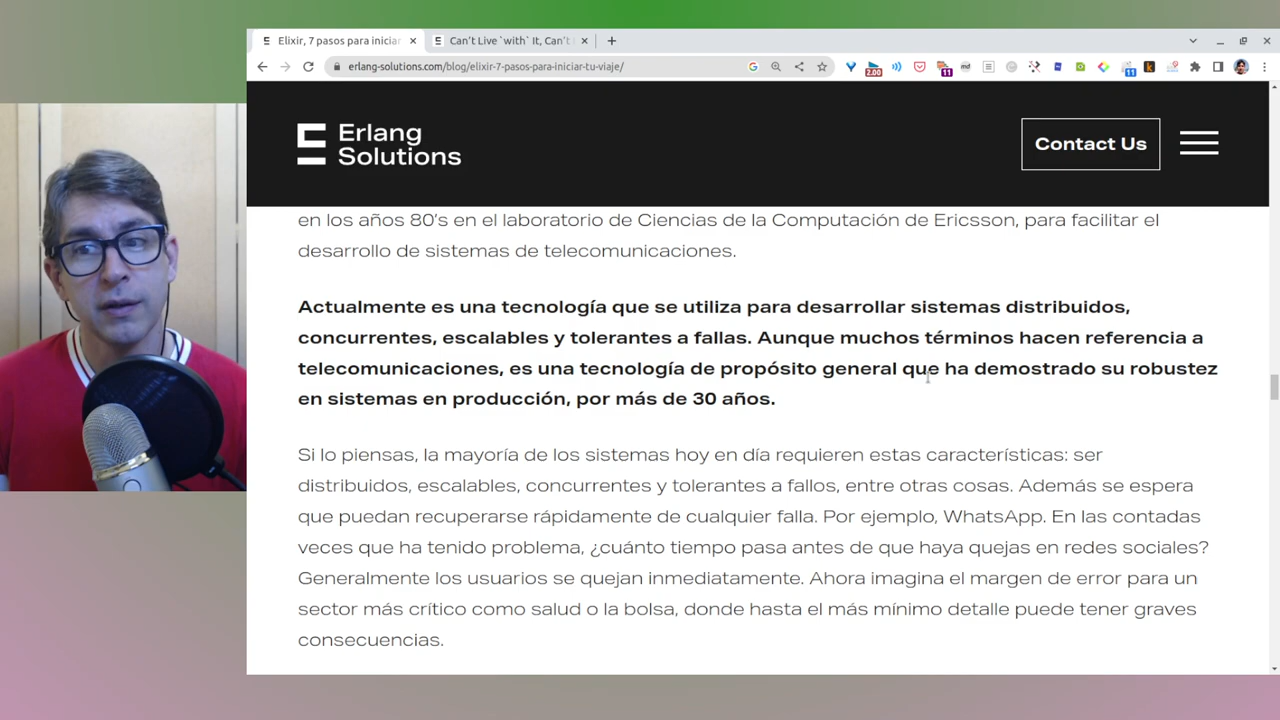 Elixir, 7 pasos para iniciar
Can't Live `with` It, Can't
erlang-solutions.com/blog/elixir-7-pasos-para-iniciar-tu-viaje/
2.00
11
11
Erlang
Solutions
Contact Us
en los años 80's en el laboratorio de Ciencias de la Computación de Ericsson, para facilitar el
desarrollo de sistemas de telecomunicaciones.
Actualmente es una tecnología que se utiliza para desarrollar sistemas distribuidos,
concurrentes, escalables y tolerantes a fallas. Aunque muchos términos hacen referencia a
telecomunicaciones, es una tecnología de propósito general que ha demostrado su robustez
en sistemas en producción, por más de 30 años.
Si lo piensas, la mayoría de los sistemas hoy en día requieren estas características: ser
distribuidos, escalables, concurrentes y tolerantes a fallos, entre otras cosas. Además se espera
que puedan recuperarse rápidamente de cualquier falla. Por ejemplo, WhatsApp. En las contadas
veces que ha tenido problema, ¿cuánto tiempo pasa antes de que haya quejas en redes sociales?
Generalmente los usuarios se quejan inmediatamente. Ahora imagina el margen de error para un
sector más crítico como salud o la bolsa, donde hasta el más mínimo detalle puede tener graves
consecuencias.